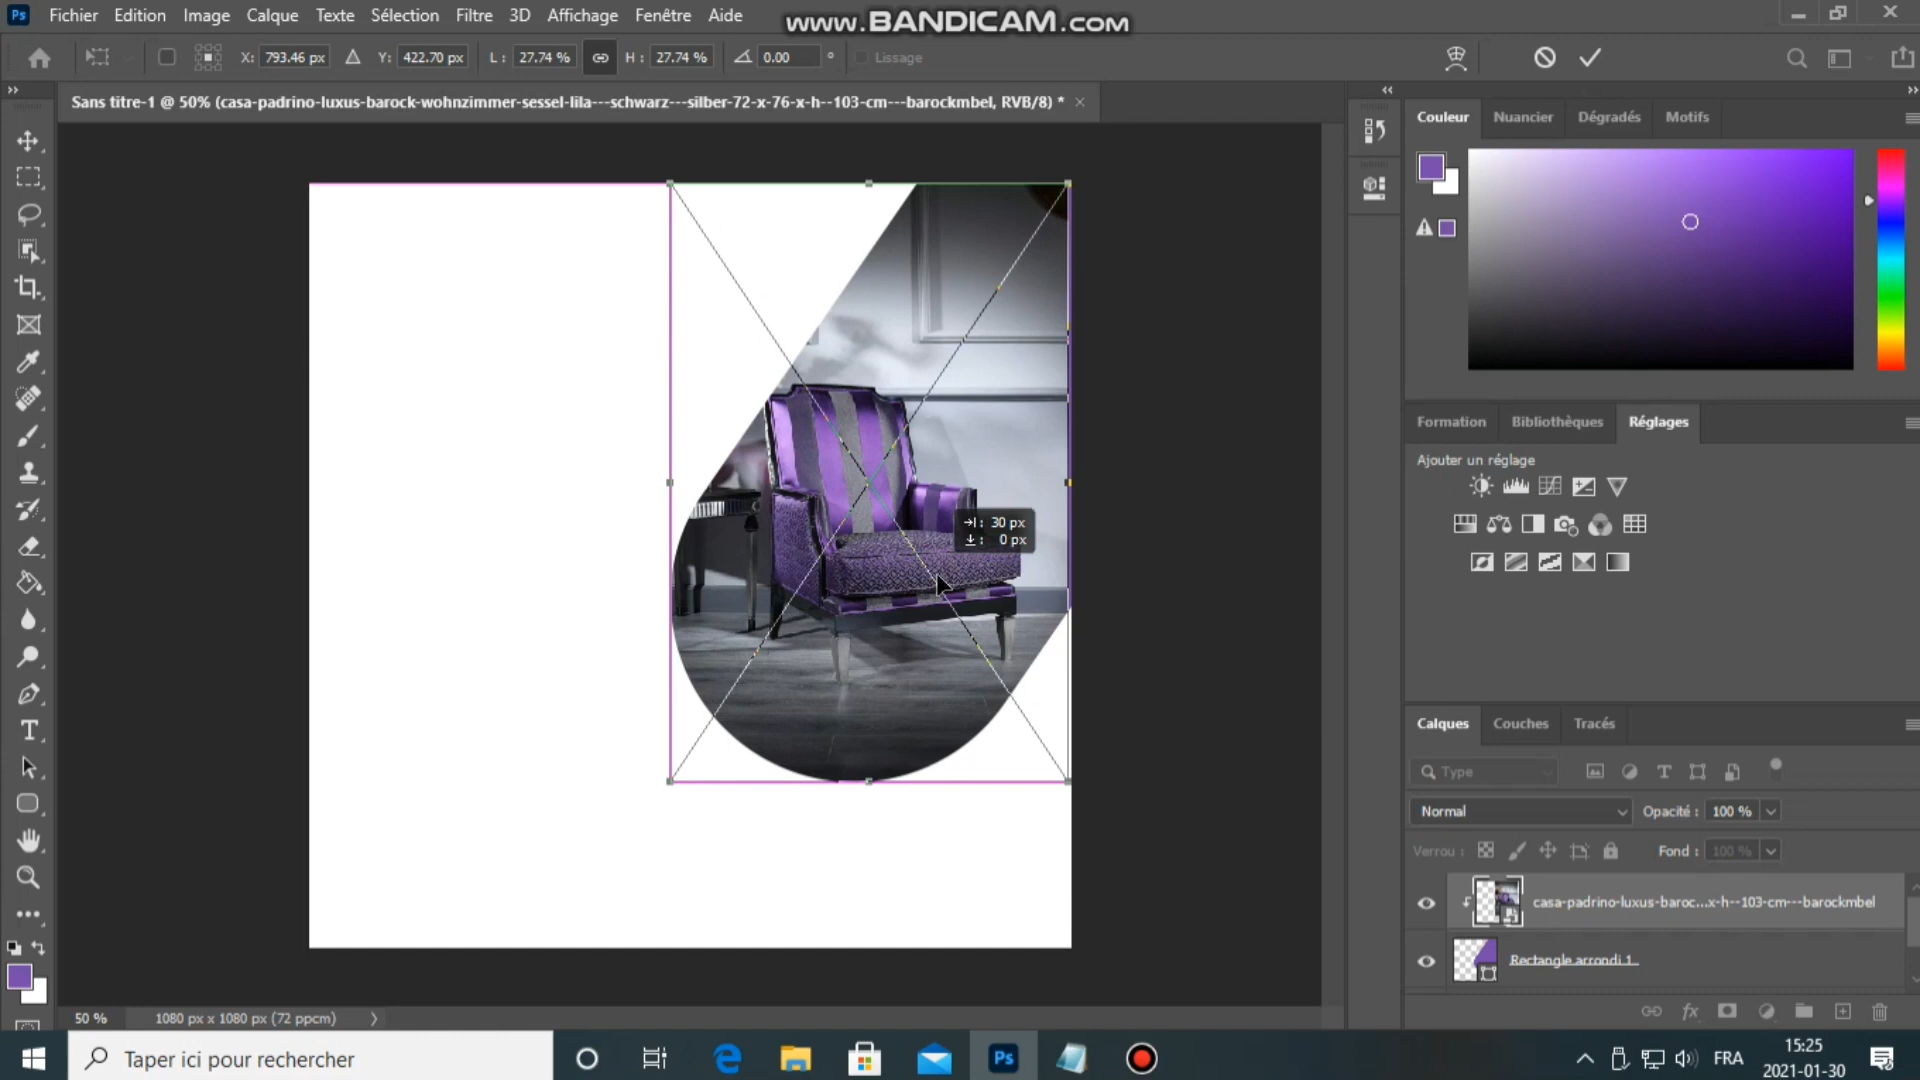 Ps Fichier Edition Image Calque Texte Sélection Filtre 3D Affichage Fenêtre Aide
www.BANDICAM.com
X: 793.46 px Y: 422.70 px L: 27.74 % H: 27.74 % 0.00 ° Lissage
Sans titre-1 @ 50% (casa-padrino-luxus-barock-wohnzimmer-sessel-lila---schwarz---silber-72-x-76-x-h--103-cm---barockmbel, RVB/8) *
Couleur Nuancier Dégradés Motifs
Formation Bibliothèques Réglages
Ajouter un réglage
: 30 px
: 0 px
Calques Couches Tracés
Type
Normal Opacité : 100 %
Verrou : Fond : 100 %
casa-padrino-luxus-baroc...x-h--103-cm---barockmbel
Rectangle arrondi 1
50 % 1080 px x 1080 px (72 ppcm)
Taper ici pour rechercher
Ps
FRA
15:25
2021-01-30